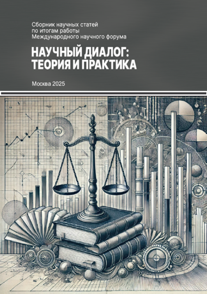 Сборник научных статей
по итогам работы
Международного научного форума
НАУЧНЫЙ ДИАЛОГ:
ТЕОРИЯ И ПРАКТИКА
Москва 2025